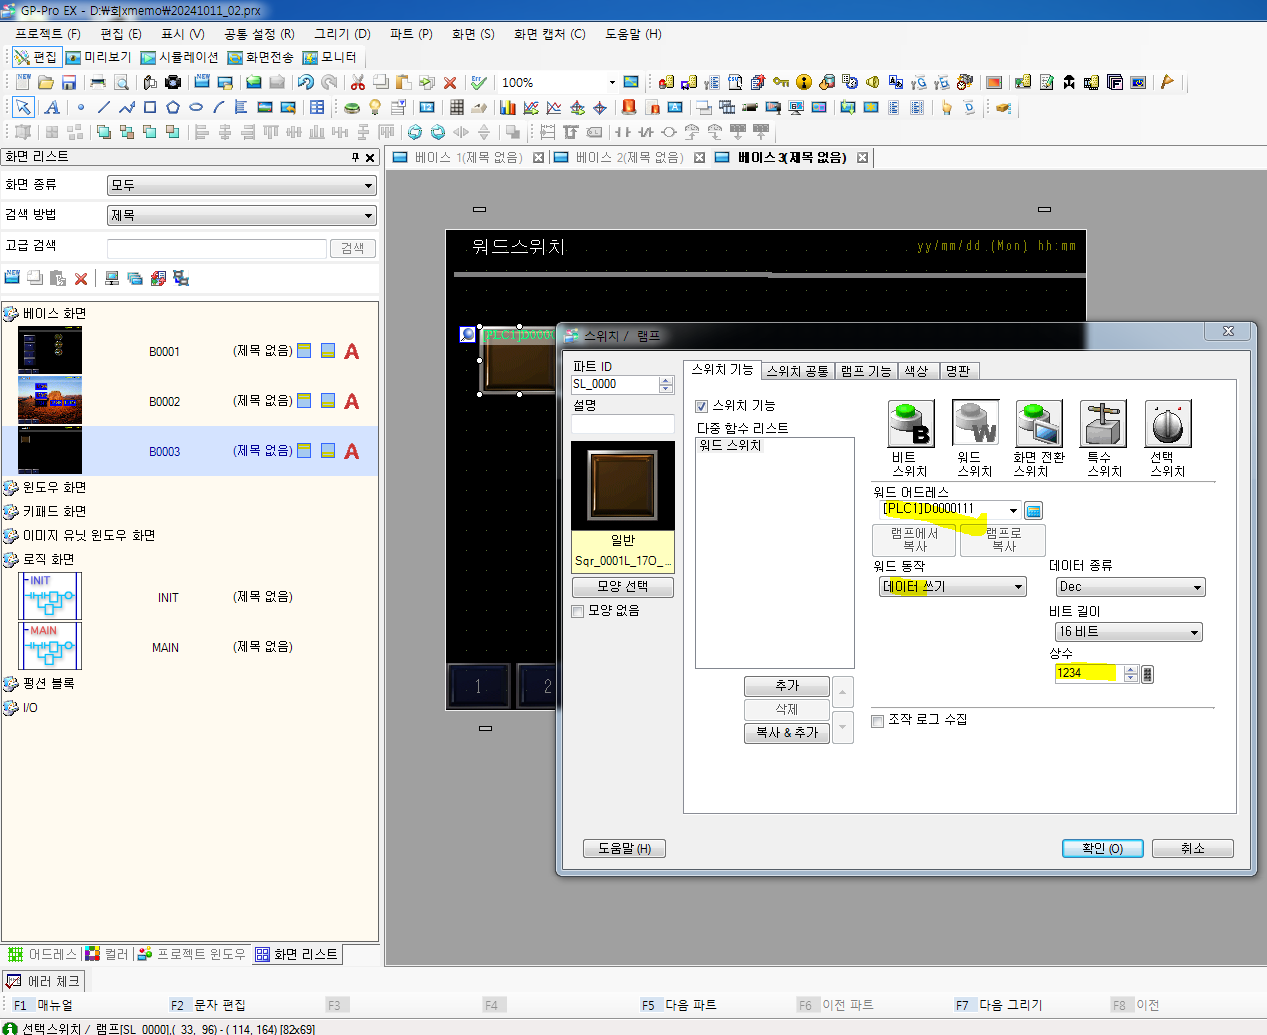 GP-Pro EX - D:₩회xmemo₩20241011_02.prx
프로젝트 (F) 편집 (E) 표시 (V) 공통 설정 (R) 그리기 (D) 파트 (P) 화면 (S) 화면 캡처 (C) 도움말 (H)
편집 미리보기 시뮬레이션 화면전송 모니터
100%
화면 리스트
베이스 1(제목 없음) 베이스 2(제목 없음) 베이스 3(제목 없음)
화면 종류 모두
검색 방법 제목
고급 검색 검색
베이스 화면
B0001 (제목 없음)
B0002 (제목 없음)
B0003 (제목 없음)
윈도우 화면
키패드 화면
이미지 유닛 윈도우 화면
로직 화면
INIT INIT (제목 없음)
MAIN MAIN (제목 없음)
펑션 블록
I/O
워드스위치 yy/mm/dd (Mon) hh:mm
1 2
스위치 / 램프
파트 ID
SL_0000
설명
일반
Sqr_0001L_17O_...
모양 선택
모양 없음
스위치 기능 스위치 공통 램프 기능 색상 명판
스위치 기능
다중 함수 리스트
워드 스위치
추가
삭제
복사 & 추가
비트 스위치
워드 스위치
화면 전환 스위치
특수 스위치
선택 스위치
워드 어드레스
[PLC1]D0000111
램프에서 복사
램프로 복사
워드 동작
데이터 쓰기
데이터 종류
Dec
비트 길이
16 비트
상수
1234
조작 로그 수집
도움말 (H) 확인 (O) 취소
어드레스 컬러 프로젝트 윈도우 화면 리스트
에러 체크
F1 매뉴얼 F2 문자 편집 F3 F4 F5 다음 파트 F6 이전 파트 F7 다음 그리기 F8 이전
선택스위치 / 램프[SL_0000],( 33, 96) - ( 114, 164) [82x69]